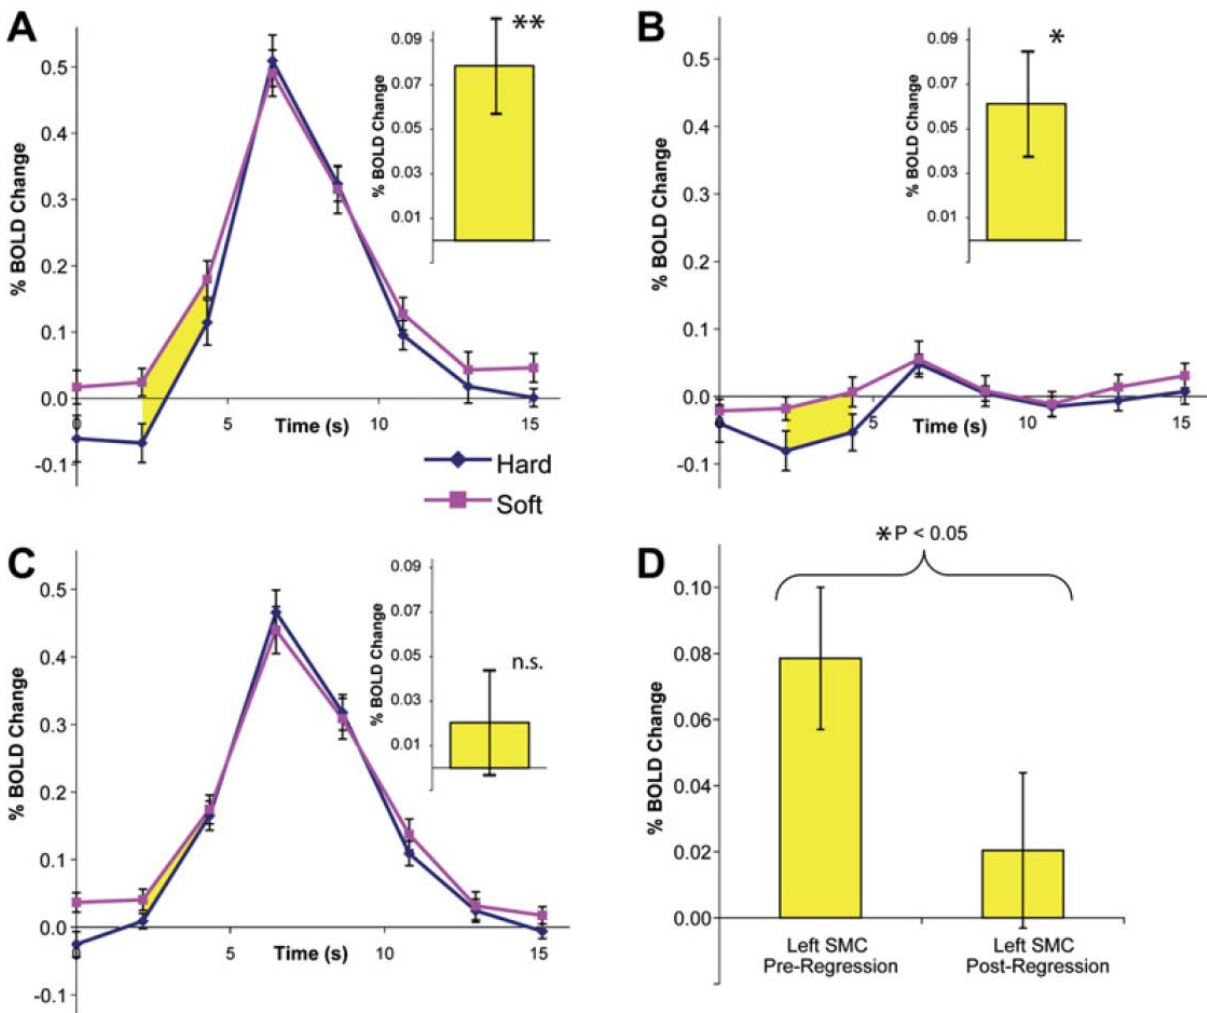 A
% BOLD Change
0.5
0.4
0.3
0.2
0.1
0.0
-0.1
0
5
10
15
Time (s)
% BOLD Change
0.09
0.07
0.05
0.03
0.01
**
Hard
Soft
B
% BOLD Change
0.5
0.4
0.3
0.2
0.1
0.0
-0.1
0
5
10
15
Time (s)
% BOLD Change
0.09
0.07
0.05
0.03
0.01
*
C
% BOLD Change
0.5
0.4
0.3
0.2
0.1
0.0
-0.1
0
5
10
15
Time (s)
% BOLD Change
0.09
0.07
0.05
0.03
0.01
n.s.
D
*P < 0.05
% BOLD Change
0.10
0.08
0.06
0.04
0.02
0.00
Left SMC
Pre-Regression
Left SMC
Post-Regression